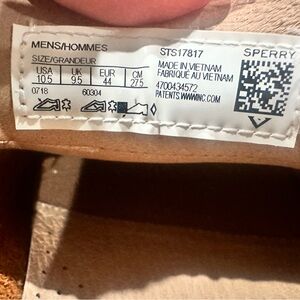 MENS/HOMMES
SIZE/GRANDEUR
USA UK EUR CM
10.5 9.5 44 27.5
0718 60304
STS17817 SPERRY
MADE IN VIETNAM
FABRIQUE AU VIETNAM
4700434572
PATENTS: WWWINC.COM